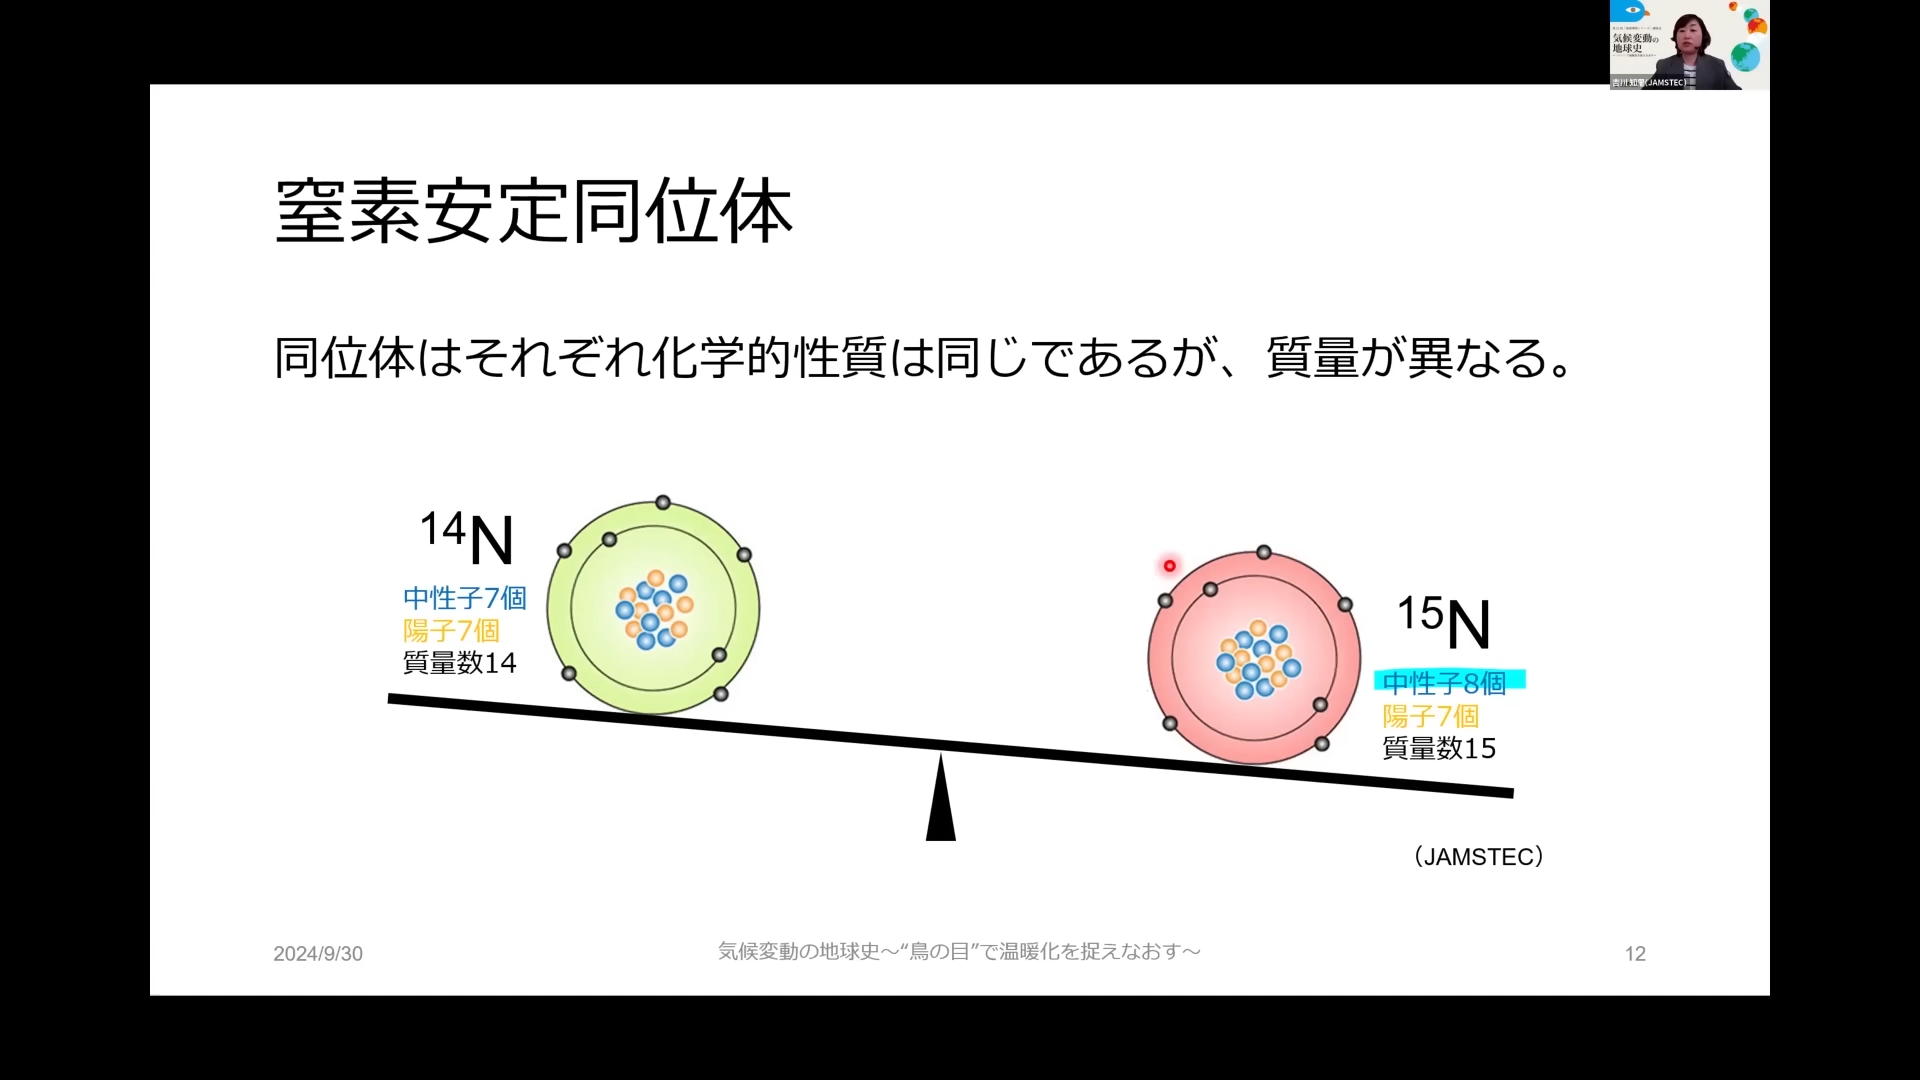 気候変動の
地球史
吉川 知里(JAMSTEC)
窒素安定同位体
同位体はそれぞれ化学的性質は同じであるが、質量が異なる。
14N
中性子7個
陽子7個
質量数14
15N
中性子8個
陽子7個
質量数15
（JAMSTEC）
2024/9/30
気候変動の地球史～“鳥の目”で温暖化を捉えなおす～
12